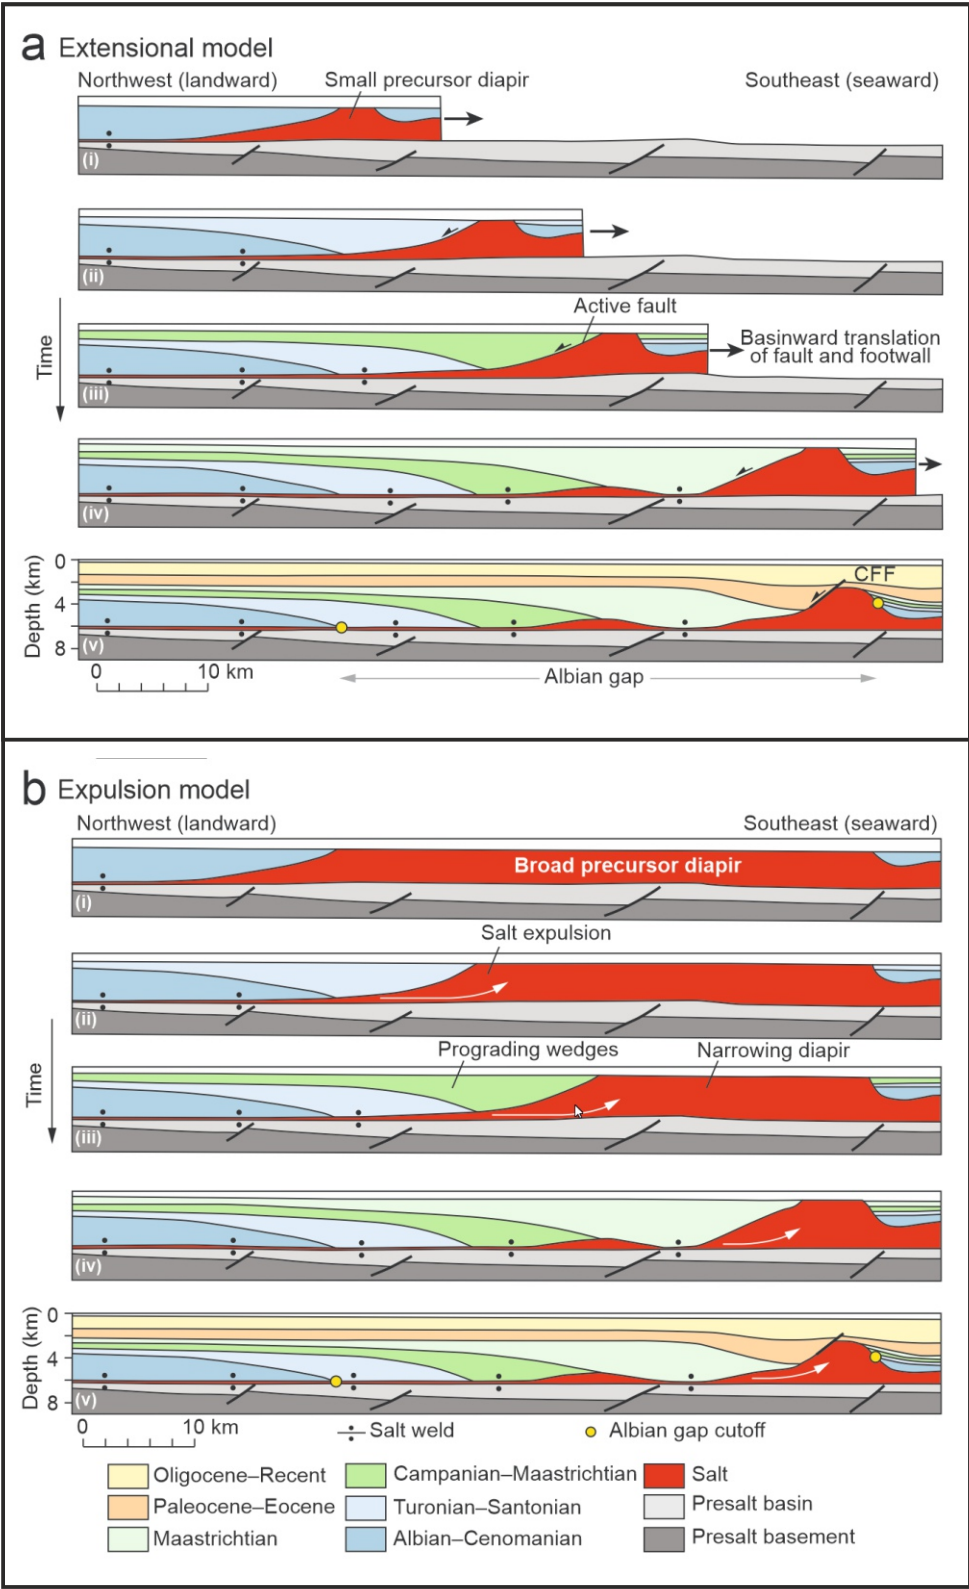 a Extensional model
Northwest (landward)
Small precursor diapir
Southeast (seaward)
(i)
(ii)
Active fault
Time
Basinward translation
of fault and footwall
(iii)
(iv)
CFF
Depth (km)
0
4
8
(v)
0 10 km
Albian gap
b Expulsion model
Northwest (landward)
Southeast (seaward)
Broad precursor diapir
(i)
Salt expulsion
(ii)
Prograding wedges
Narrowing diapir
Time
(iii)
(iv)
Depth (km)
0
4
8
(v)
0 10 km
Salt weld
Albian gap cutoff
Oligocene–Recent
Campanian–Maastrichtian
Salt
Paleocene–Eocene
Turonian–Santonian
Presalt basin
Maastrichtian
Albian–Cenomanian
Presalt basement